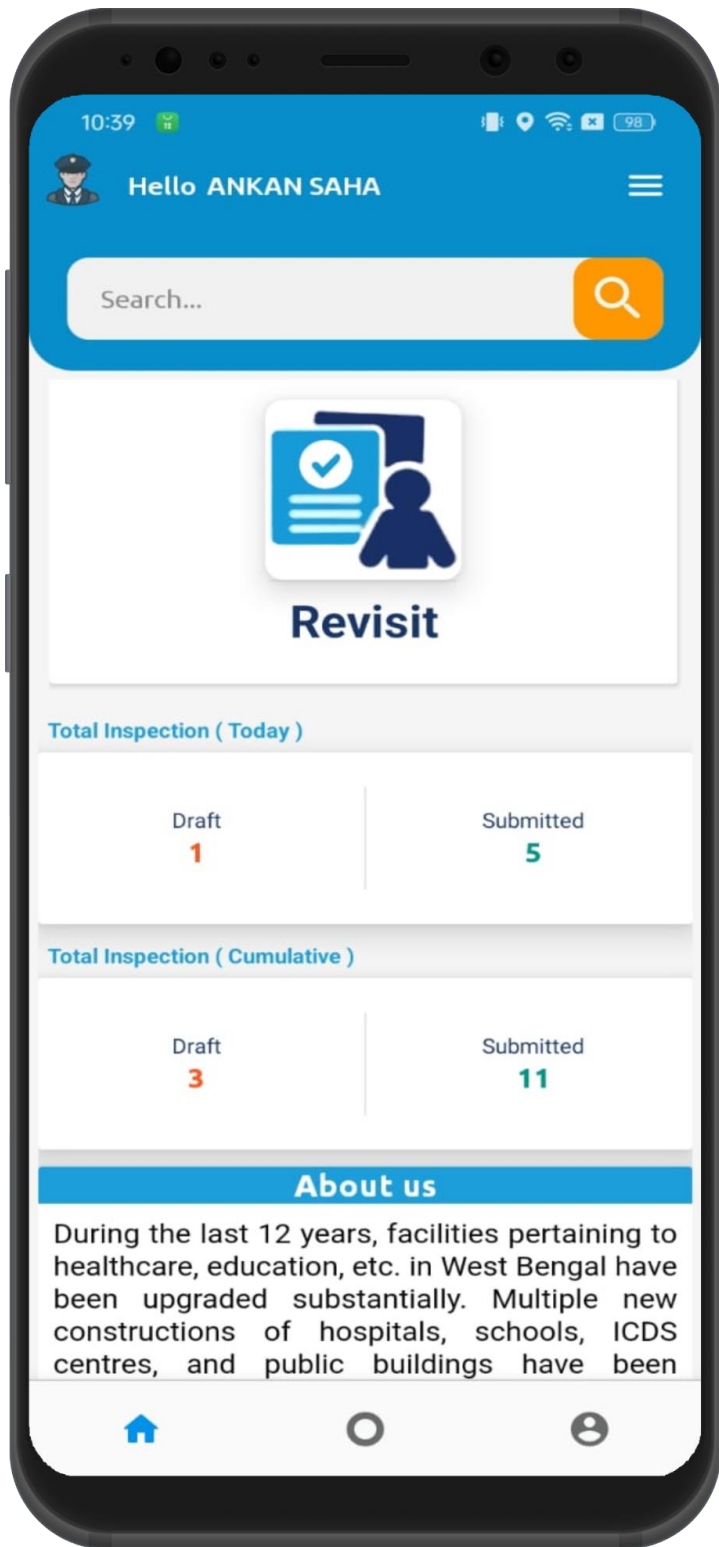 10:39
98
Hello ANKAN SAHA
Search...
Revisit
Total Inspection ( Today )
Draft
Submitted
1
5
Total Inspection ( Cumulative )
Draft
Submitted
3
11
About us
During the last 12 years, facilities pertaining to
healthcare, education, etc. in West Bengal have
been upgraded substantially. Multiple new
constructions of hospitals, schools, ICDS
centres, and public buildings have been